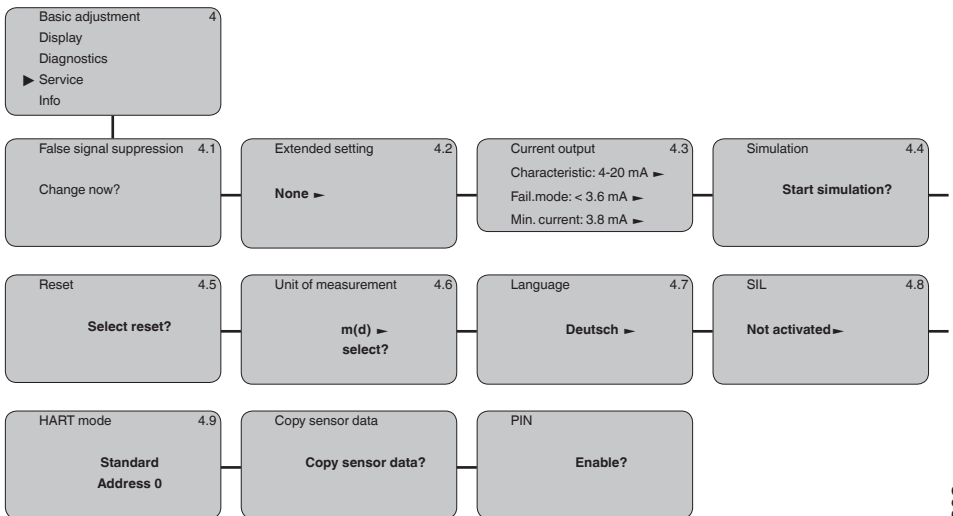 Basic adjustment 4
Display
Diagnostics
► Service
Info
False signal suppression 4.1
Change now?
Extended setting 4.2
None ►
Current output 4.3
Characteristic: 4-20 mA ►
Fail.mode: < 3.6 mA ►
Min. current: 3.8 mA ►
Simulation 4.4
Start simulation?
Reset 4.5
Select reset?
Unit of measurement 4.6
m(d) ►
select?
Language 4.7
Deutsch ►
SIL 4.8
Not activated ►
HART mode 4.9
Standard
Address 0
Copy sensor data
Copy sensor data?
PIN
Enable?